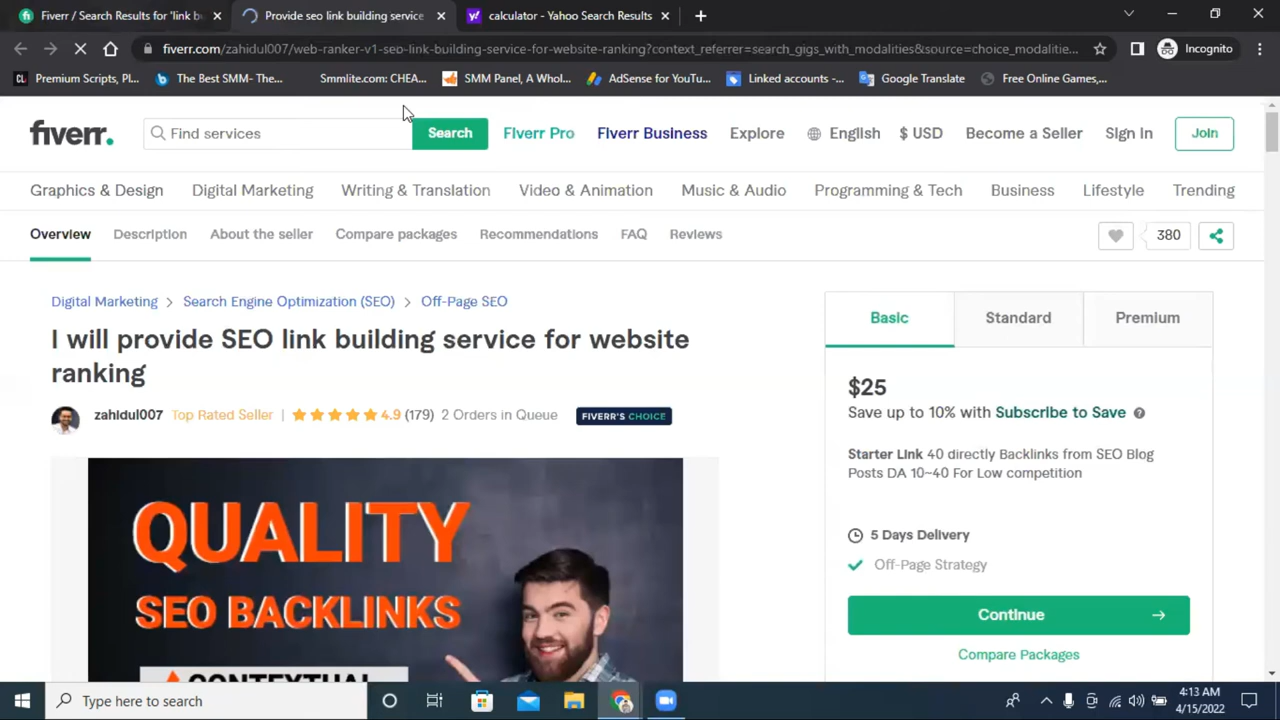 Fiverr / Search Results for 'link b
Provide seo link building service
calculator - Yahoo Search Results
fiverr.com/zahidul007/web-ranker-v1-seo-link-building-service-for-website-ranking?context_referrer=search_gigs_with_modalities&source=choice_modalitie...
Incognito
Premium Scripts, Pl...
The Best SMM- The...
Smmlite.com: CHEA...
SMM Panel, A Whol...
AdSense for YouTu...
Linked accounts -...
Google Translate
Free Online Games,...
fiverr.
Find services
Search
Fiverr Pro
Fiverr Business
Explore
English
$ USD
Become a Seller
Sign In
Join
Graphics & Design
Digital Marketing
Writing & Translation
Video & Animation
Music & Audio
Programming & Tech
Business
Lifestyle
Trending
Overview
Description
About the seller
Compare packages
Recommendations
FAQ
Reviews
380
Digital Marketing
Search Engine Optimization (SEO)
Off-Page SEO
I will provide SEO link building service for website
ranking
zahidul007 Top Rated Seller | 4.9 (179) 2 Orders in Queue FIVERR'S CHOICE
QUALITY
SEO BACKLINKS
CONTEXTUAL
Basic
Standard
Premium
$25
Save up to 10% with Subscribe to Save
Starter Link 40 directly Backlinks from SEO Blog
Posts DA 10~40 For Low competition
5 Days Delivery
Off-Page Strategy
Continue
Compare Packages
Type here to search
4:13 AM
4/15/2022